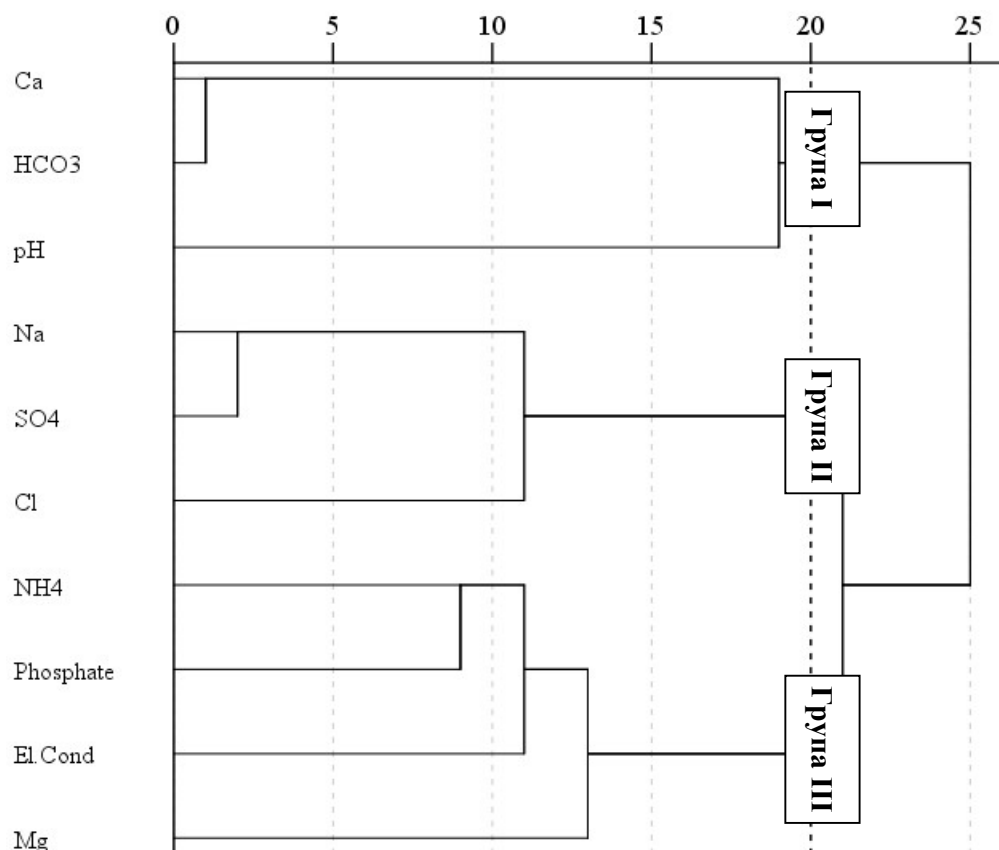 0 5 10 15 20 25
Ca
HCO3
pH
Na
SO4
Cl
NH4
Phosphate
El.Cond
Mg
Група I
Група II
Група III